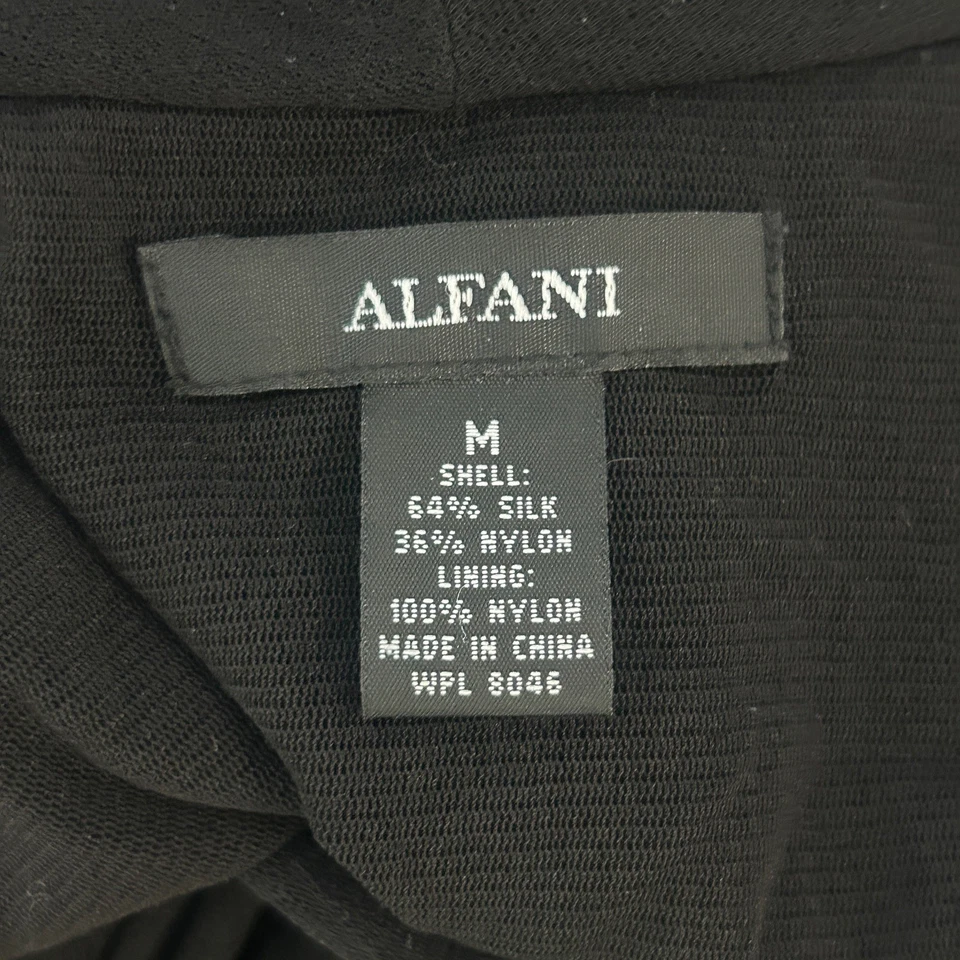 ALFANI
M
SHELL:
64% SILK
36% NYLON
LINING:
100% NYLON
MADE IN CHINA
WPL 8046